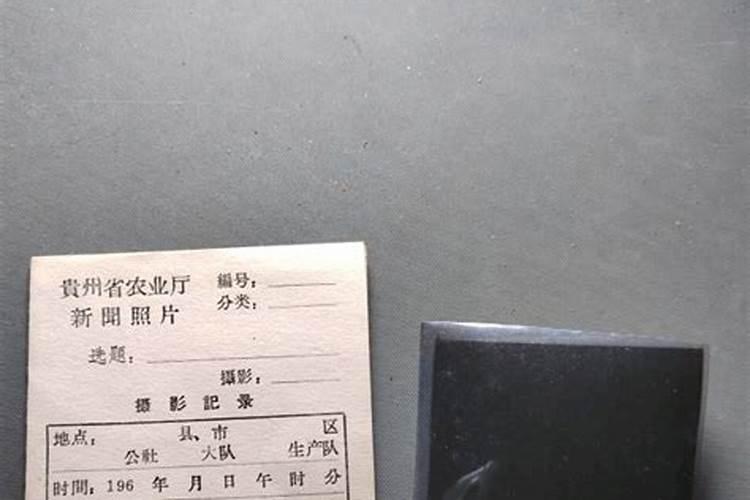 貴州省农业厅 編号：
新聞照片 分类：
选题：
攝影：
攝影記录
地点： 县、市 区
公社 大队 生产队
时間：196 年 月 日 午 时 分